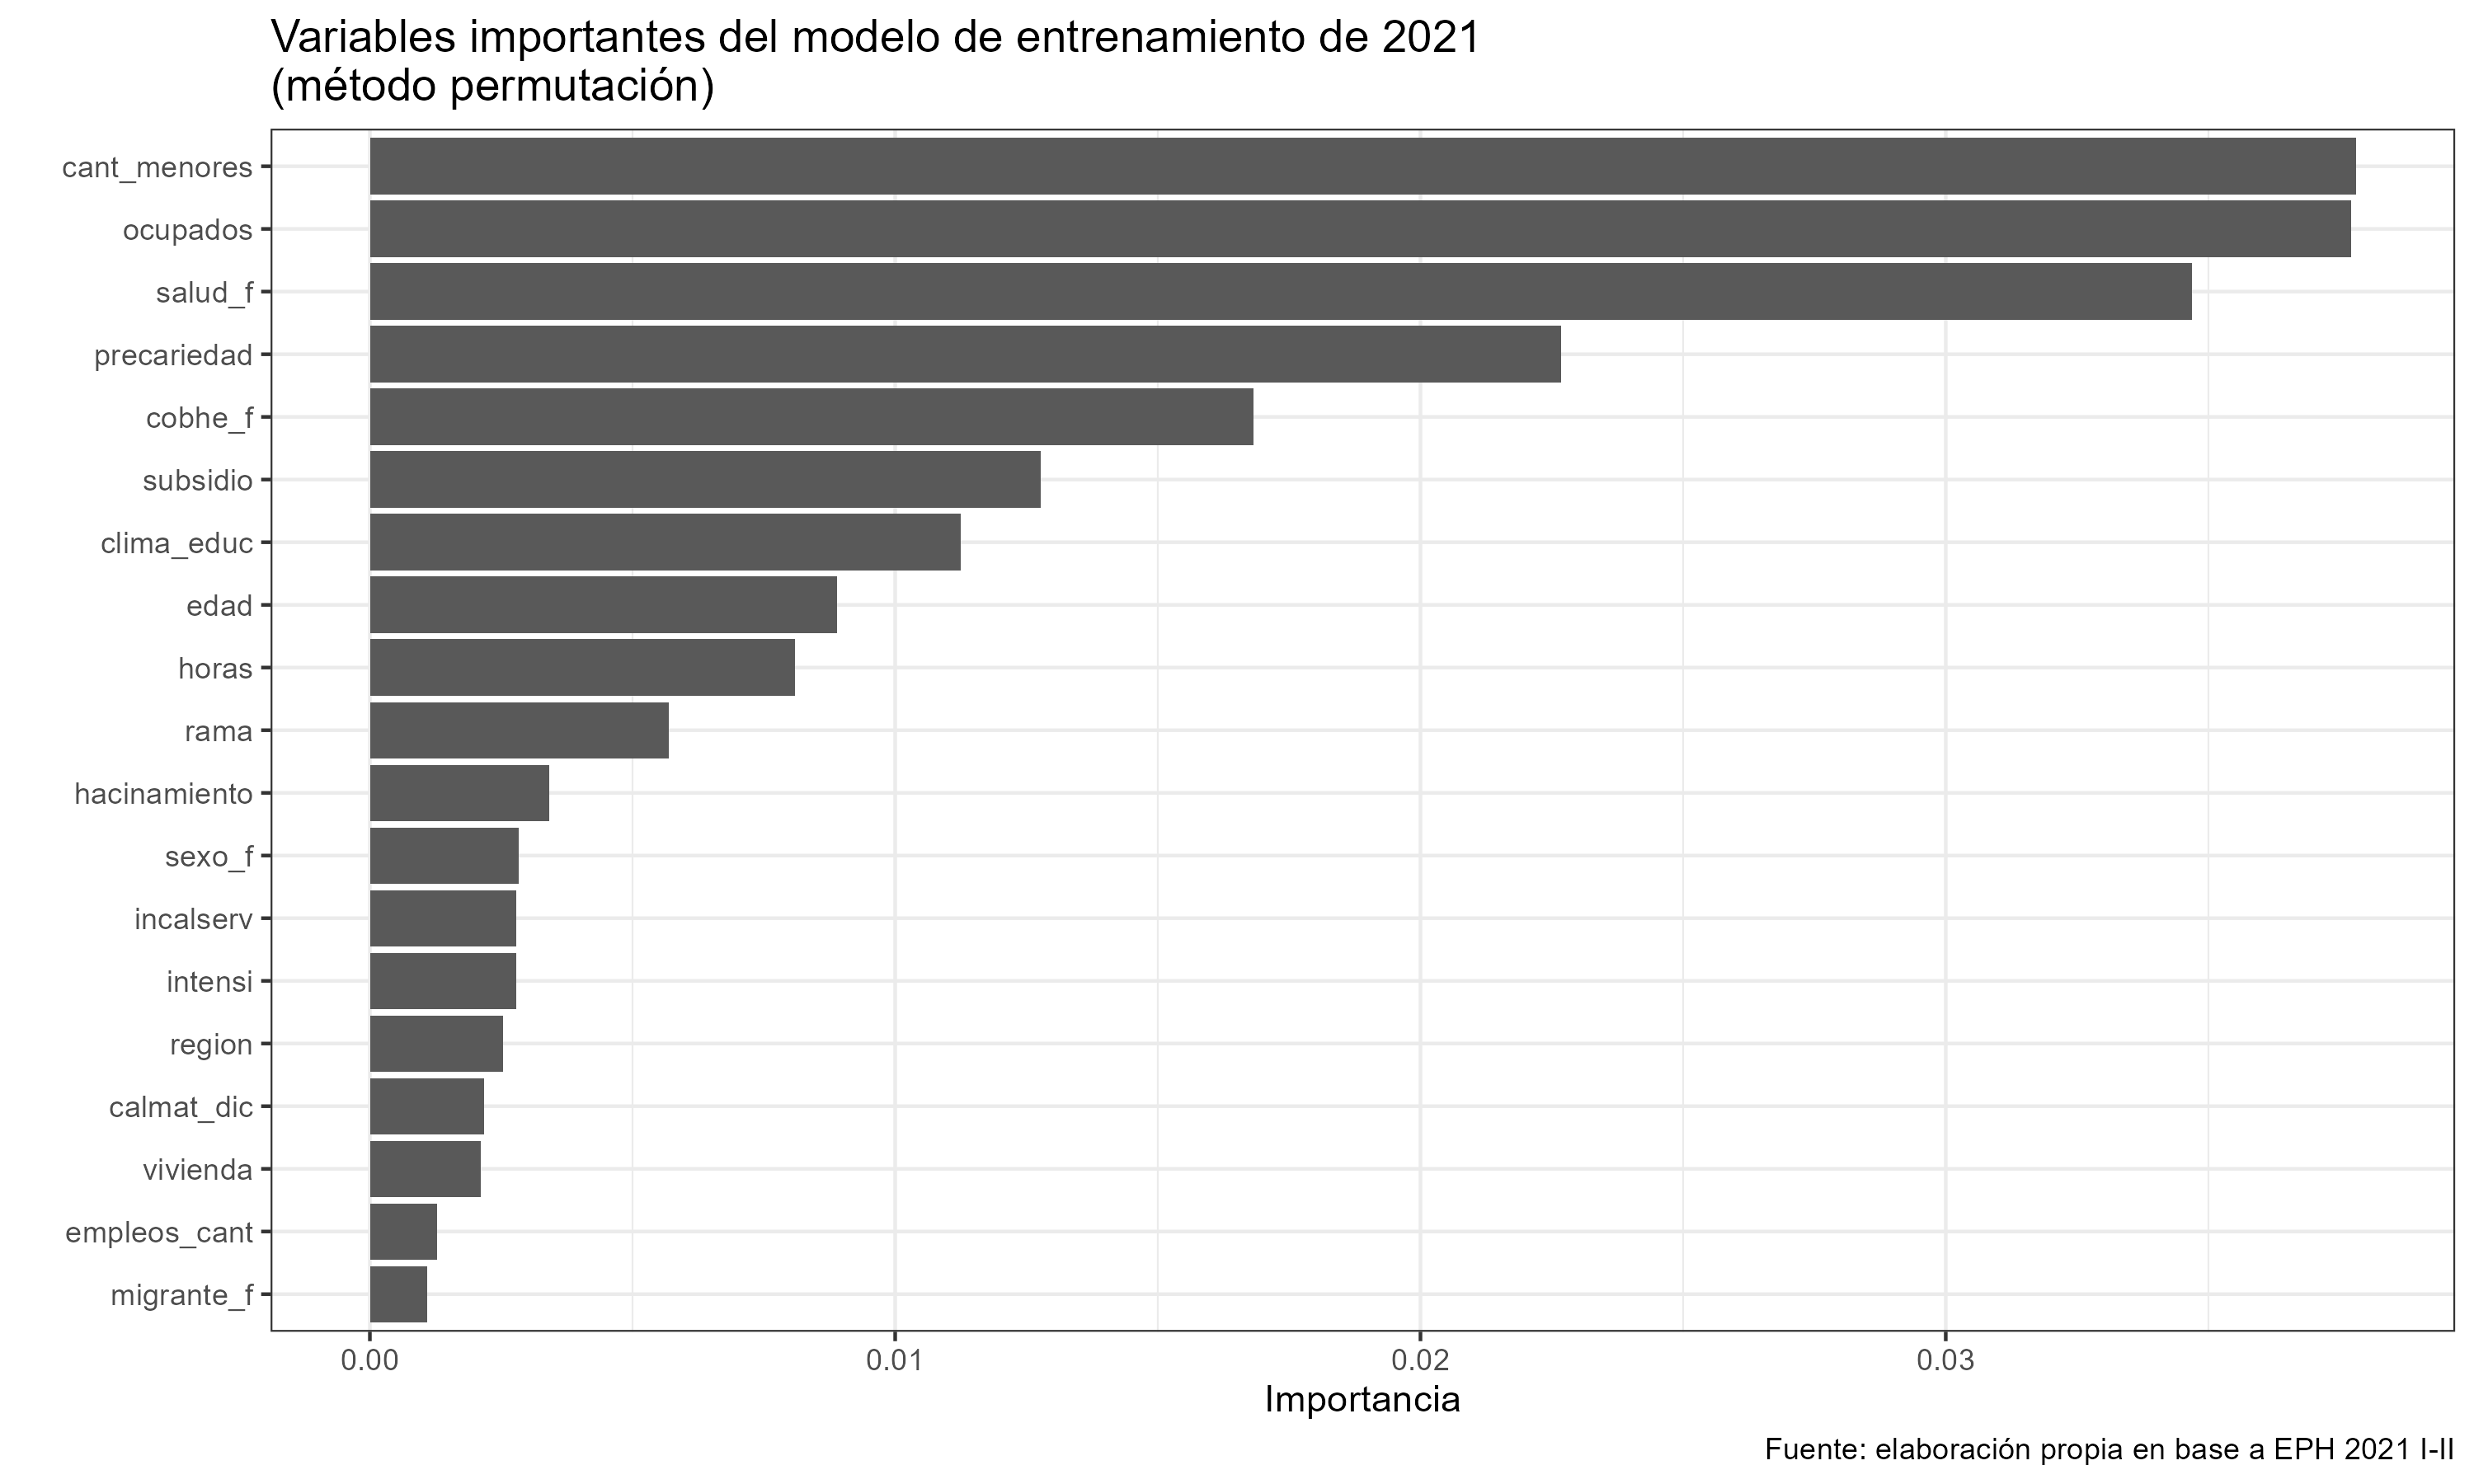 Variables importantes del modelo de entrenamiento de 2021
(método permutación)
cant_menores
ocupados
salud_f
precariedad
cobhe_f
subsidio
clima_educ
edad
horas
rama
hacinamiento
sexo_f
incalserv
intensi
region
calmat_dic
vivienda
empleos_cant
migrante_f
0.00 0.01 0.02 0.03
Importancia
Fuente: elaboración propia en base a EPH 2021 I-II